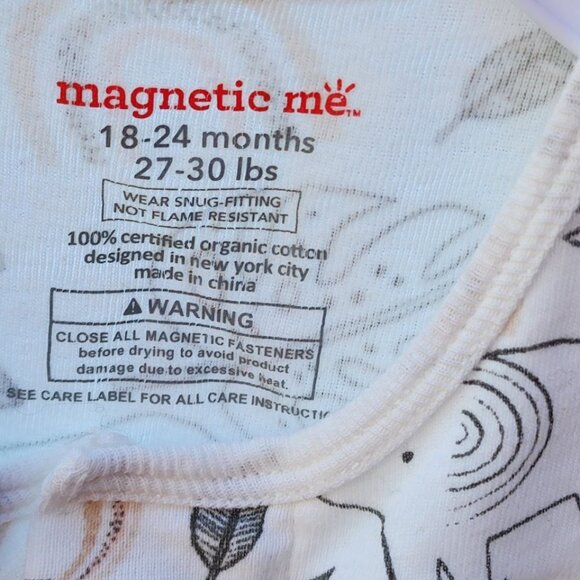 magnetic me™
18-24 months
27-30 lbs
WEAR SNUG-FITTING
NOT FLAME RESISTANT
100% certified organic cotton
designed in new york city
made in china
⚠ WARNING
CLOSE ALL MAGNETIC FASTENERS
before drying to avoid product
damage due to excessive heat.
SEE CARE LABEL FOR ALL CARE INSTRUCTIO